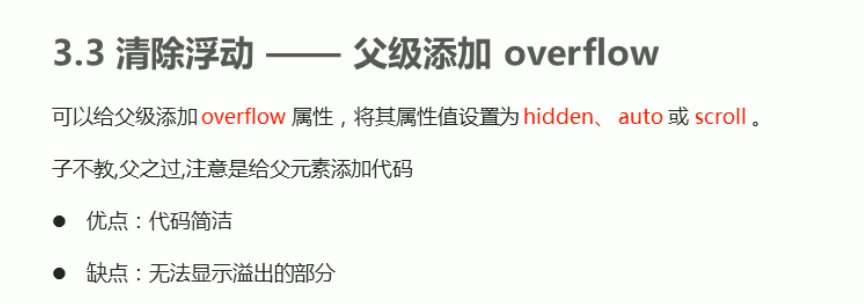 3.3 清除浮动 —— 父级添加 overflow
可以给父级添加 overflow 属性，将其属性值设置为 hidden、 auto 或 scroll 。
子不教,父之过,注意是给父元素添加代码
● 优点：代码简洁
● 缺点：无法显示溢出的部分